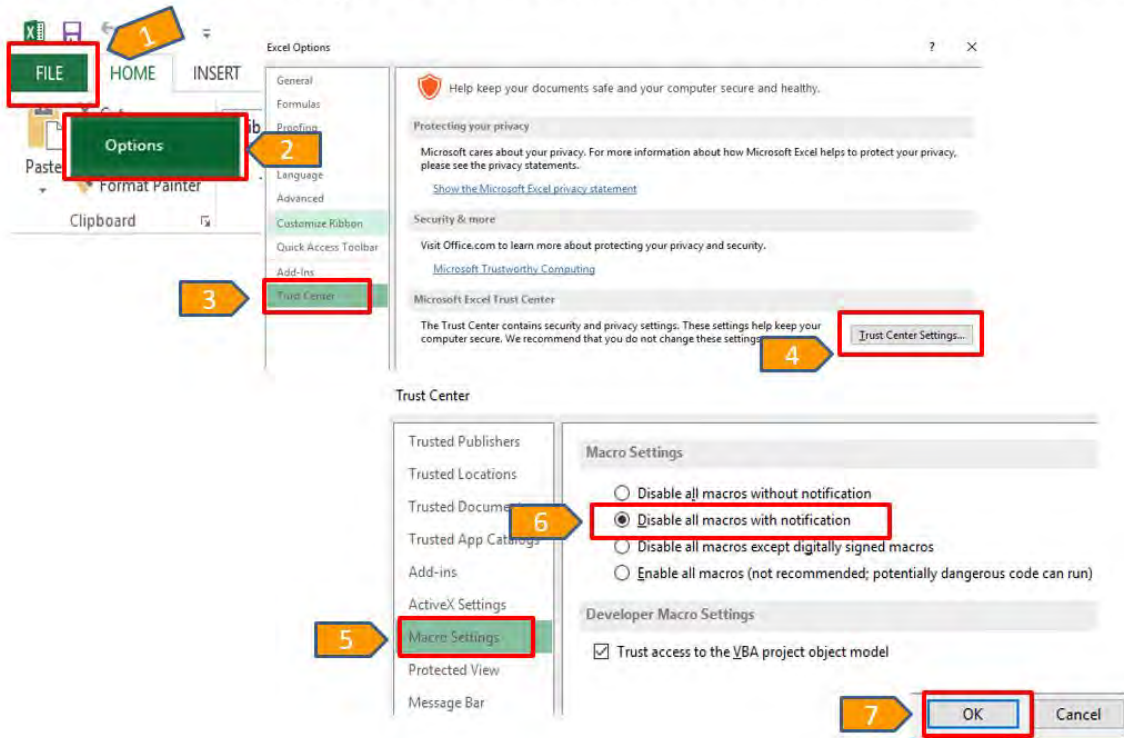 1
FILE
HOME
INSERT
Options
2
Paste
Format Painter
Clipboard
Excel Options
?
General
Formulas
Proofing
Language
Advanced
Customize Ribbon
Quick Access Toolbar
Add-Ins
3
Trust Center
Help keep your documents safe and your computer secure and healthy.
Protecting your privacy
Microsoft cares about your privacy. For more information about how Microsoft Excel helps to protect your privacy,
please see the privacy statements.
Show the Microsoft Excel privacy statement
Security & more
Visit Office.com to learn more about protecting your privacy and security.
Microsoft Trustworthy Computing
Microsoft Excel Trust Center
The Trust Center contains security and privacy settings. These settings help keep your
computer secure. We recommend that you do not change these settings
4
Trust Center Settings...
Trust Center
Trusted Publishers
Trusted Locations
Trusted Documen
Trusted App Catalogs
Add-ins
ActiveX Settings
5
Macro Settings
Protected View
Message Bar
Macro Settings
Disable all macros without notification
6
Disable all macros with notification
Disable all macros except digitally signed macros
Enable all macros (not recommended; potentially dangerous code can run)
Developer Macro Settings
Trust access to the VBA project object model
7
OK
Cancel